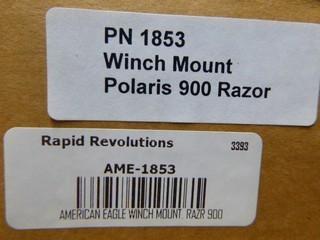 PN 1853
Winch Mount
Polaris 900 Razor
Rapid Revolutions 3393
AME-1853
AMERICAN EAGLE WINCH MOUNT. RAZR 900